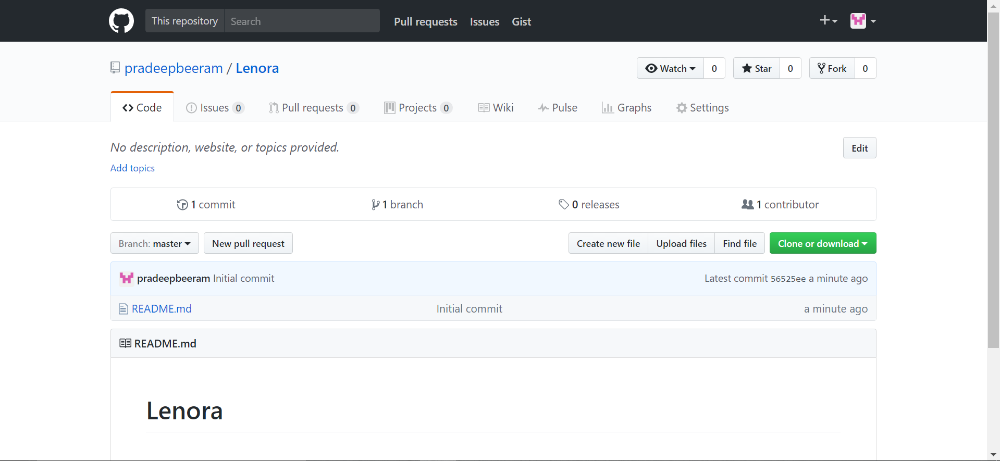 This repository Search Pull requests Issues Gist
pradeepbeeram / Lenora Watch 0 Star 0 Fork 0
Code Issues 0 Pull requests 0 Projects 0 Wiki Pulse Graphs Settings
No description, website, or topics provided. Edit
Add topics
1 commit 1 branch 0 releases 1 contributor
Branch: master New pull request Create new file Upload files Find file Clone or download
pradeepbeeram Initial commit Latest commit 56525ee a minute ago
README.md Initial commit a minute ago
README.md
Lenora